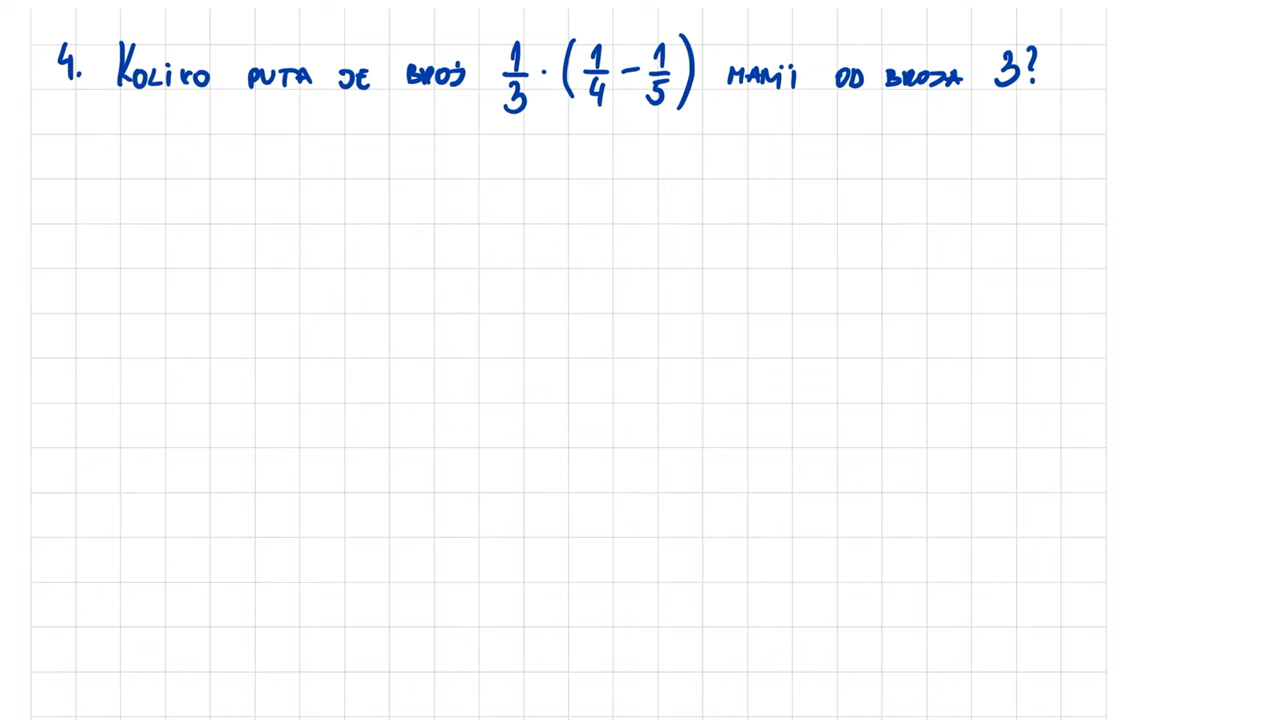 4. KOLIKO PUTA JE BROJ 1/3 · (1/4 − 1/5) MANJI OD BROJA 3?